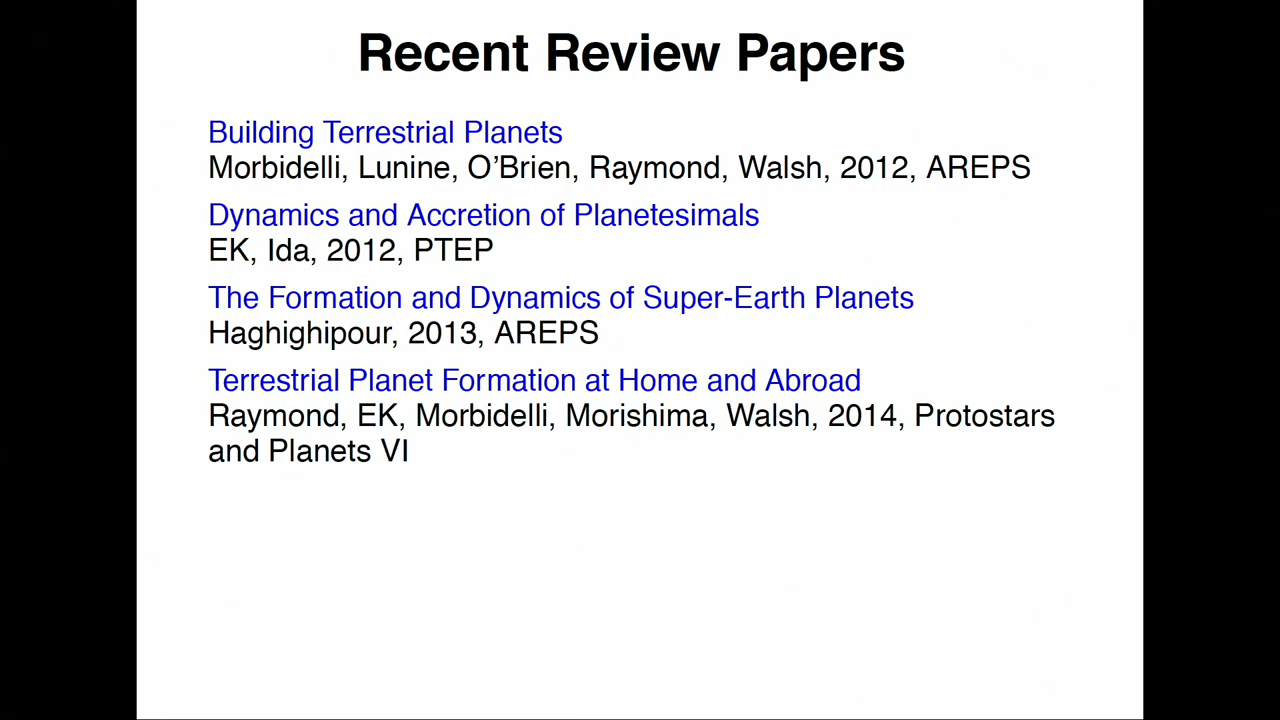 Recent Review Papers
Building Terrestrial Planets
Morbidelli, Lunine, O’Brien, Raymond, Walsh, 2012, AREPS
Dynamics and Accretion of Planetesimals
EK, Ida, 2012, PTEP
The Formation and Dynamics of Super-Earth Planets
Haghighipour, 2013, AREPS
Terrestrial Planet Formation at Home and Abroad
Raymond, EK, Morbidelli, Morishima, Walsh, 2014, Protostars
and Planets VI